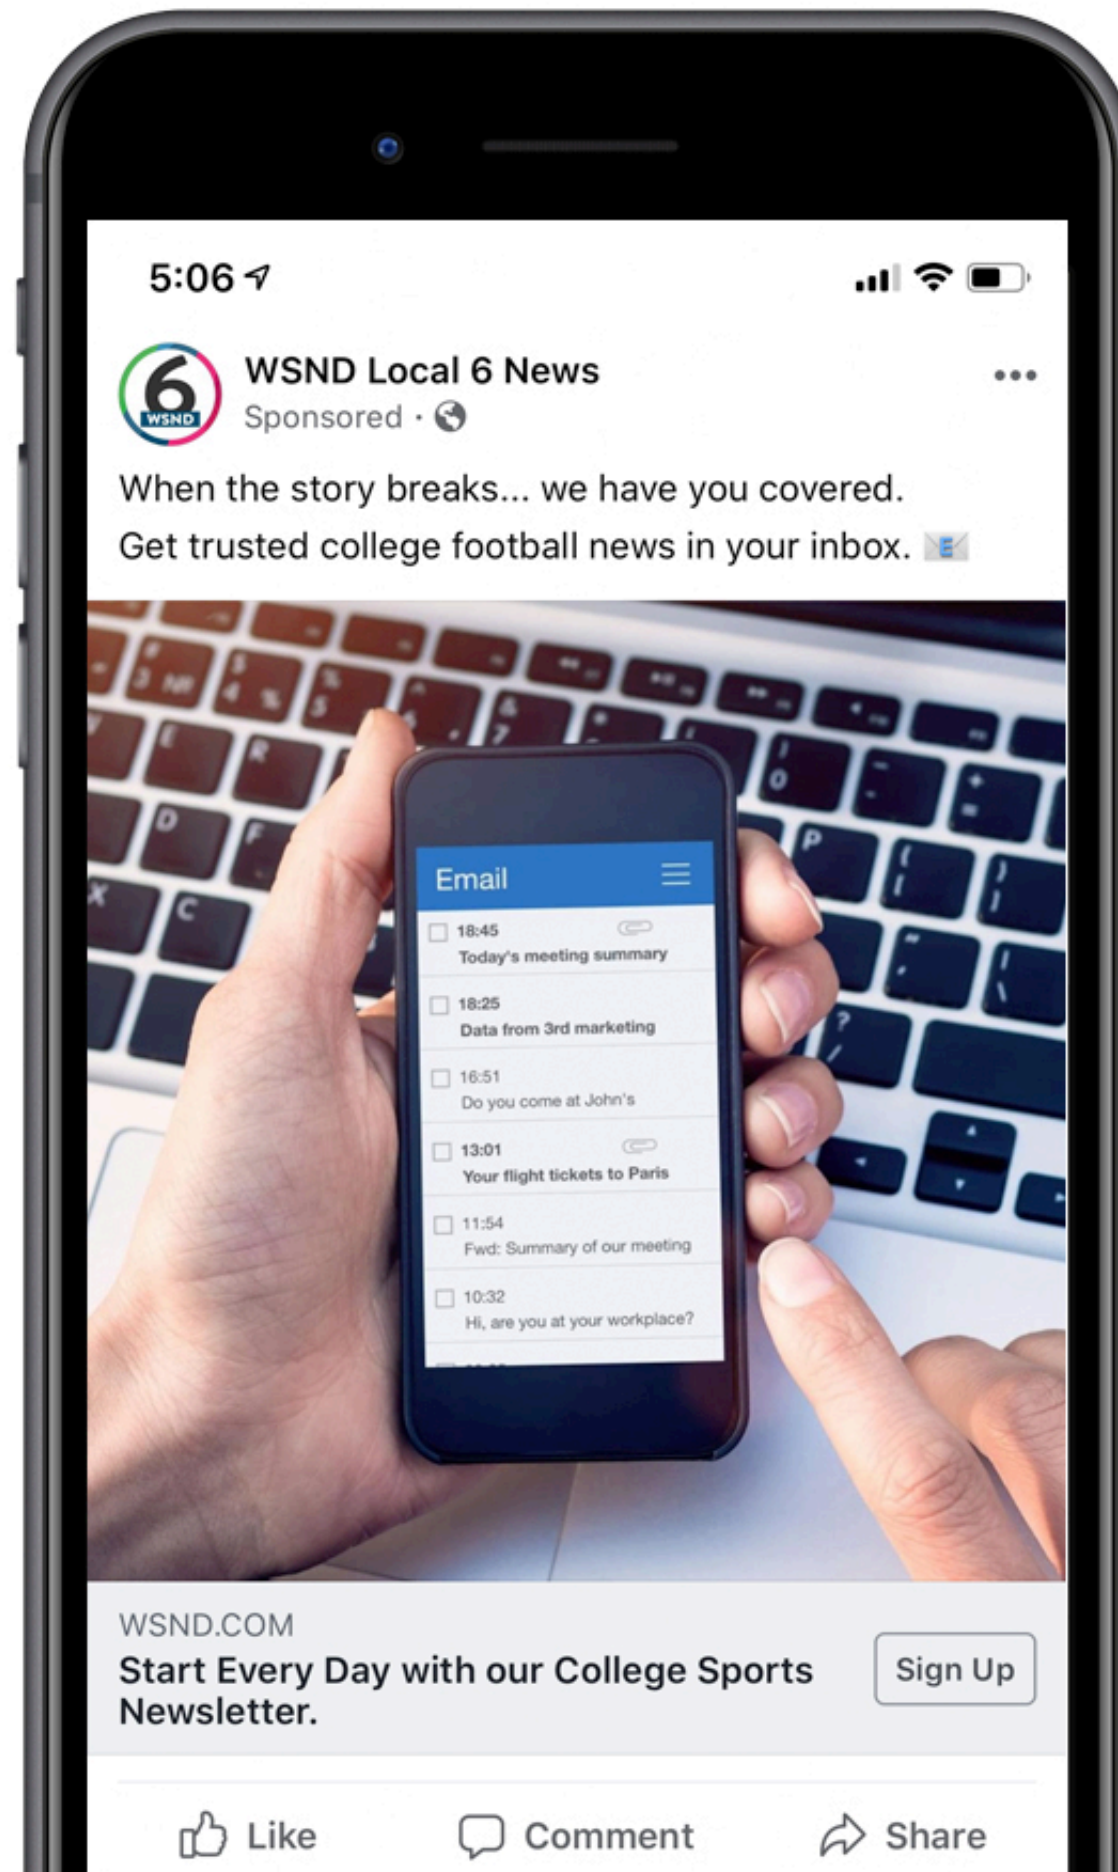 5:06
6
WSND
WSND Local 6 News
Sponsored ·
•••
When the story breaks... we have you covered.
Get trusted college football news in your inbox. 📧
Email
18:45
Today's meeting summary
18:25
Data from 3rd marketing
16:51
Do you come at John's
13:01
Your flight tickets to Paris
11:54
Fwd: Summary of our meeting
10:32
Hi, are you at your workplace?
WSND.COM
Start Every Day with our College Sports
Newsletter.
Sign Up
Like
Comment
Share